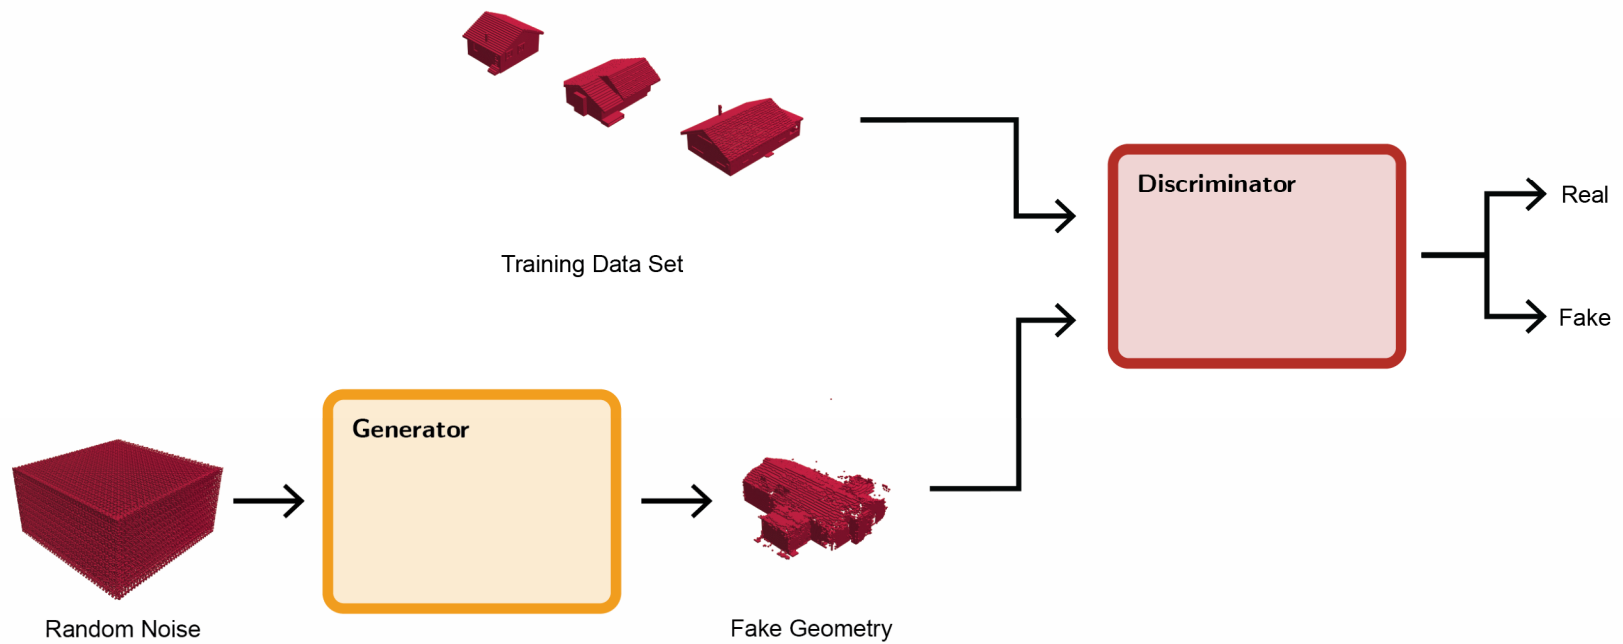 Training Data Set
Discriminator
Real
Fake
Generator
Random Noise
Fake Geometry